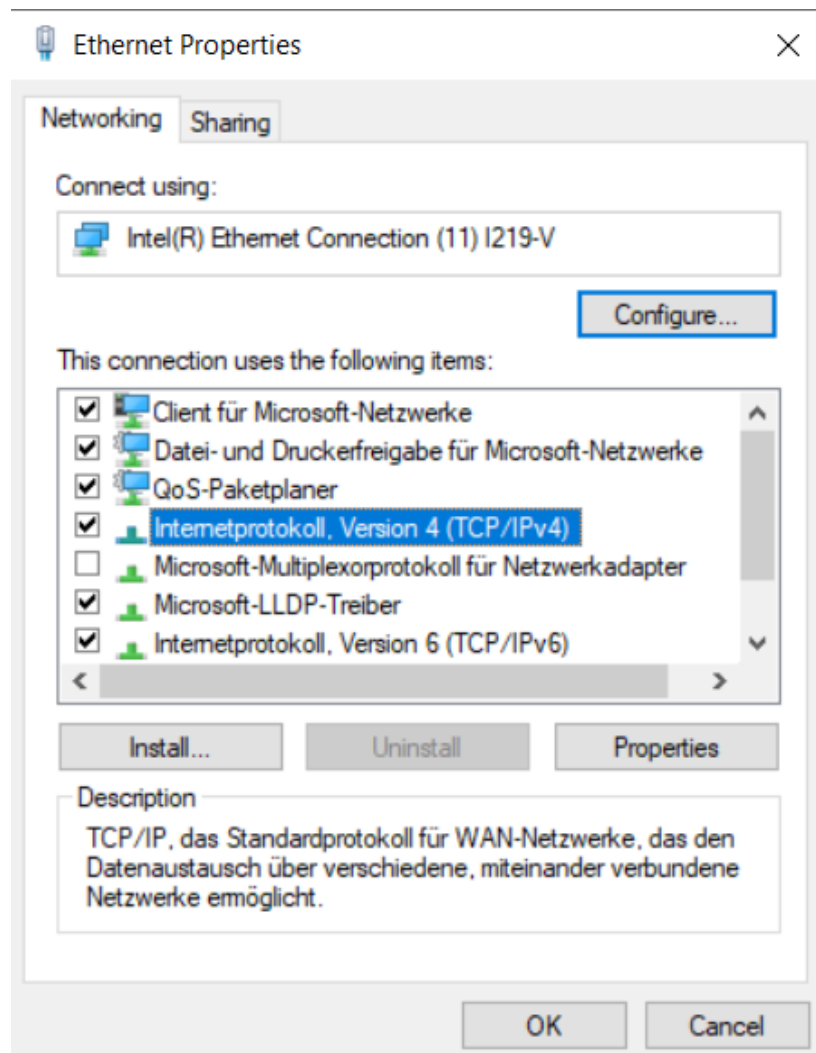 Ethernet Properties
Networking
Sharing
Connect using:
Intel(R) Ethernet Connection (11) I219-V
Configure...
This connection uses the following items:
Client für Microsoft-Netzwerke
Datei- und Druckerfreigabe für Microsoft-Netzwerke
QoS-Paketplaner
Internetprotokoll, Version 4 (TCP/IPv4)
Microsoft-Multiplexorprotokoll für Netzwerkadapter
Microsoft-LLDP-Treiber
Internetprotokoll, Version 6 (TCP/IPv6)
Install...
Uninstall
Properties
Description
TCP/IP, das Standardprotokoll für WAN-Netzwerke, das den
Datenaustausch über verschiedene, miteinander verbundene
Netzwerke ermöglicht.
OK
Cancel